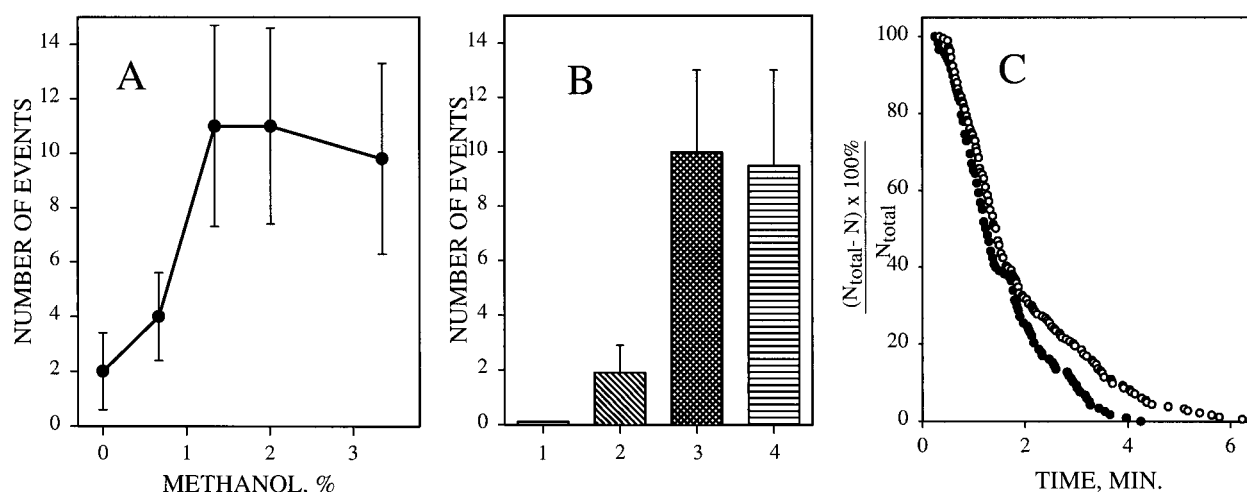 A
NUMBER OF EVENTS
14
12
10
8
6
4
2
0
0 1 2 3
METHANOL, %
B
NUMBER OF EVENTS
14
12
10
8
6
4
2
0
1 2 3 4
C
(Ntotal- N) x 100%
Ntotal
100
80
60
40
20
0
0 2 4 6
TIME, MIN.